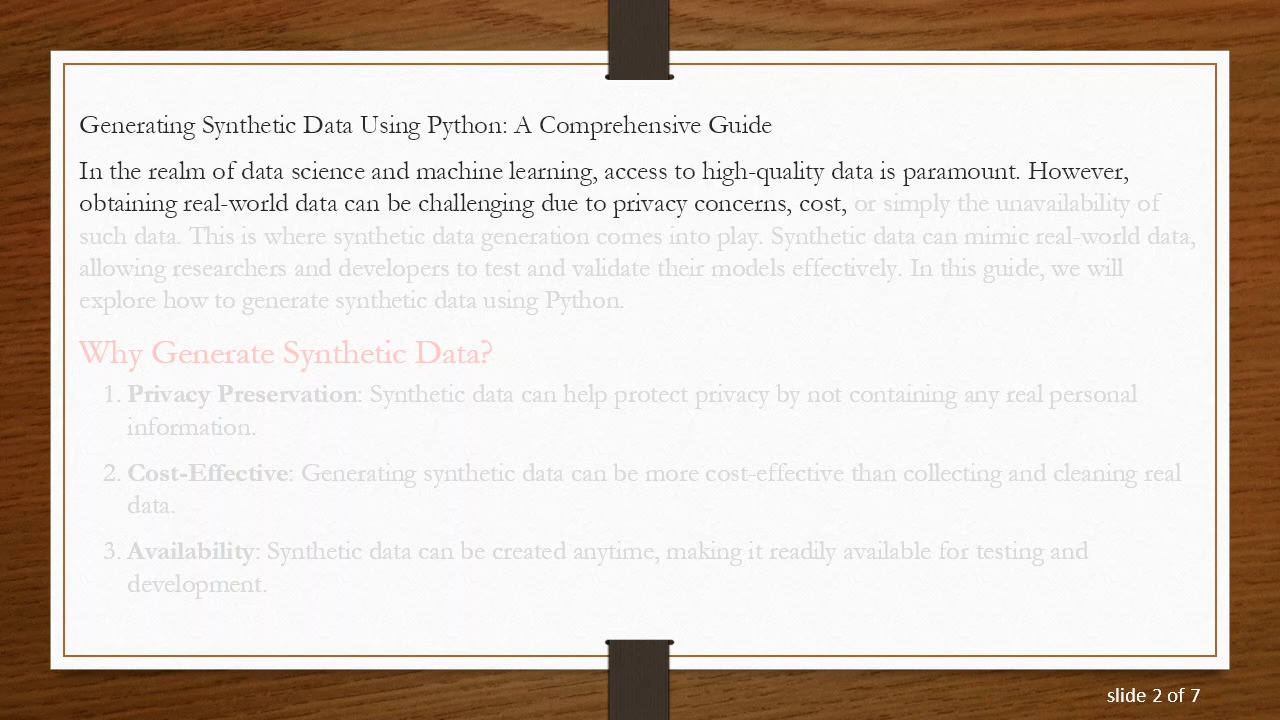 Generating Synthetic Data Using Python: A Comprehensive Guide
In the realm of data science and machine learning, access to high-quality data is paramount. However,
obtaining real-world data can be challenging due to privacy concerns, cost, or simply the unavailability of
such data. This is where synthetic data generation comes into play. Synthetic data can mimic real-world data,
allowing researchers and developers to test and validate their models effectively. In this guide, we will
explore how to generate synthetic data using Python.
Why Generate Synthetic Data?
1. Privacy Preservation: Synthetic data can help protect privacy by not containing any real personal
information.
2. Cost-Effective: Generating synthetic data can be more cost-effective than collecting and cleaning real
data.
3. Availability: Synthetic data can be created anytime, making it readily available for testing and
development.
slide 2 of 7